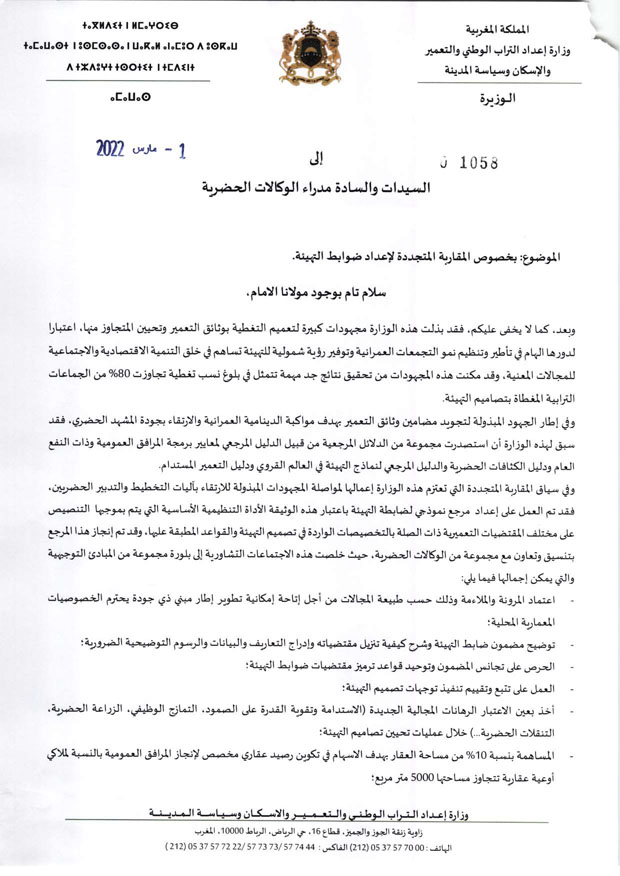 المملكة المغربية
وزارة إعداد التراب الوطني والتعمير
والإسكان وسياسة المدينة
الوزيرة
ⵜⴰⴳⵍⴷⵉⵜ ⵏ ⵍⵎⵖⵔⵉⴱ
ⵜⴰⵎⴰⵡⴰⵙⵜ ⵏ
ⴰⵎⴰⵡⴰⵙ
1 - مارس 2022
إلى
1058
السيدات والسادة مدراء الوكالات الحضرية
الموضوع: بخصوص المقاربة المتجددة لإعداد ضوابط التهيئة.
سلام تام بوجود مولانا الامام،
وبعد، كما لا يخفى عليكم، فقد بذلت هذه الوزارة مجهودات كبيرة لتعميم التغطية بوثائق التعمير وتحيين المتجاوز منها، اعتبارا
لدورها الهام في تأطير وتنظيم نمو التجمعات العمرانية وتوفير رؤية شمولية للتهيئة تساهم في خلق التنمية الاقتصادية والاجتماعية
للمجالات المعنية، وقد مكنت هذه المجهودات من تحقيق نتائج جد مهمة تتمثل في بلوغ نسب تغطية تجاوزت 80% من الجماعات
الترابية المغطاة بتصاميم التهيئة.
وفي إطار الجهود المبذولة لتجويد مضامين وثائق التعمير بهدف مواكبة الدينامية العمرانية والارتقاء بجودة المشهد الحضري، فقد
سبق لهذه الوزارة أن استصدرت مجموعة من الدلائل المرجعية من قبيل الدليل المرجعي لمعايير برمجة المرافق العمومية وذات النفع
العام ودليل الكثافات الحضرية والدليل المرجعي لنماذج التهيئة في العالم القروي ودليل التعمير المستدام.
وفي سياق المقاربة المتجددة التي تعتزم هذه الوزارة إعمالها لمواصلة المجهودات المبذولة للارتقاء بآليات التخطيط والتدبير الحضريين،
فقد تم العمل على إعداد مرجع نموذجي لضابطة التهيئة باعتبار هذه الوثيقة الأداة التنظيمية الأساسية التي يتم بموجبها التنصيص
على مختلف المقتضيات التعميرية ذات الصلة بالتخصيصات الواردة في تصميم التهيئة والقواعد المطبقة عليها، وقد تم إنجاز هذا المرجع
بتنسيق وتعاون مع مجموعة من الوكالات الحضرية، حيث خلصت هذه الاجتماعات التشاورية إلى بلورة مجموعة من المبادئ التوجيهية
والتي يمكن إجمالها فيما يلي:
- اعتماد المرونة والملاءمة وذلك حسب طبيعة المجالات من أجل إتاحة إمكانية تطوير إطار مبني ذي جودة يحترم الخصوصيات
المعمارية المحلية؛
- توضيح مضمون ضابط التهيئة وشرح كيفية تنزيل مقتضياته وإدراج التعاريف والبيانات والرسوم التوضيحية الضرورية؛
- الحرص على تجانس المضمون وتوحيد قواعد ترميز مقتضيات ضوابط التهيئة؛
- العمل على تتبع وتقييم تنفيذ توجهات تصميم التهيئة؛
- أخذ بعين الاعتبار الرهانات المجالية الجديدة (الاستدامة وتقوية القدرة على الصمود، التمازج الوظيفي، الزراعة الحضرية،
التنقلات الحضرية...) خلال عمليات تحيين تصاميم التهيئة؛
- المساهمة بنسبة 10% من مساحة العقار بهدف الاسهام في تكوين رصيد عقاري مخصص لإنجاز المرافق العمومية بالنسبة لملاكي
أوعية عقارية تتجاوز مساحتها 5000 متر مربع؛
وزارة إعداد التراب الوطني والتعمير والاسكان وسياسة المدينة
زاوية زنقة الجوز والجميز، قطاع 16، حي الرياض، الرباط 10000، المغرب
الهاتف : 00 70 57 37 05 (212) الفاكس : 44 74 57 /73 73 57/ 22 72 57 37 05 (212)